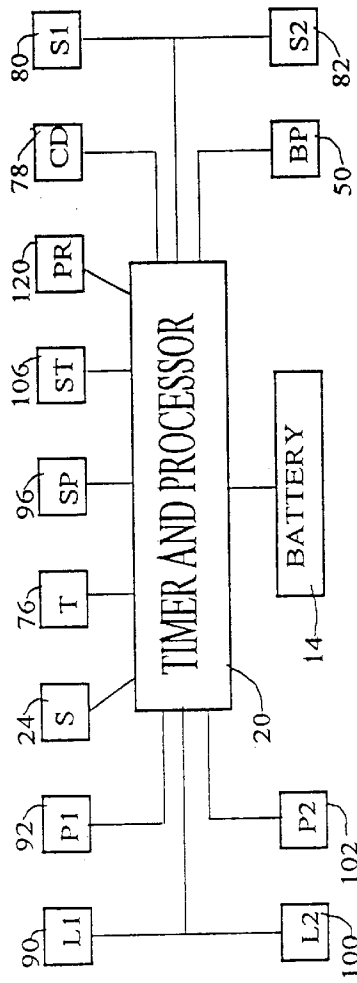 90 92 24 76 96 106 120 78 80
L1 P1 S T SP ST PR CD S1
TIMER AND PROCESSOR
L2 P2 BP S2
100 102 20 50 82
BATTERY
14